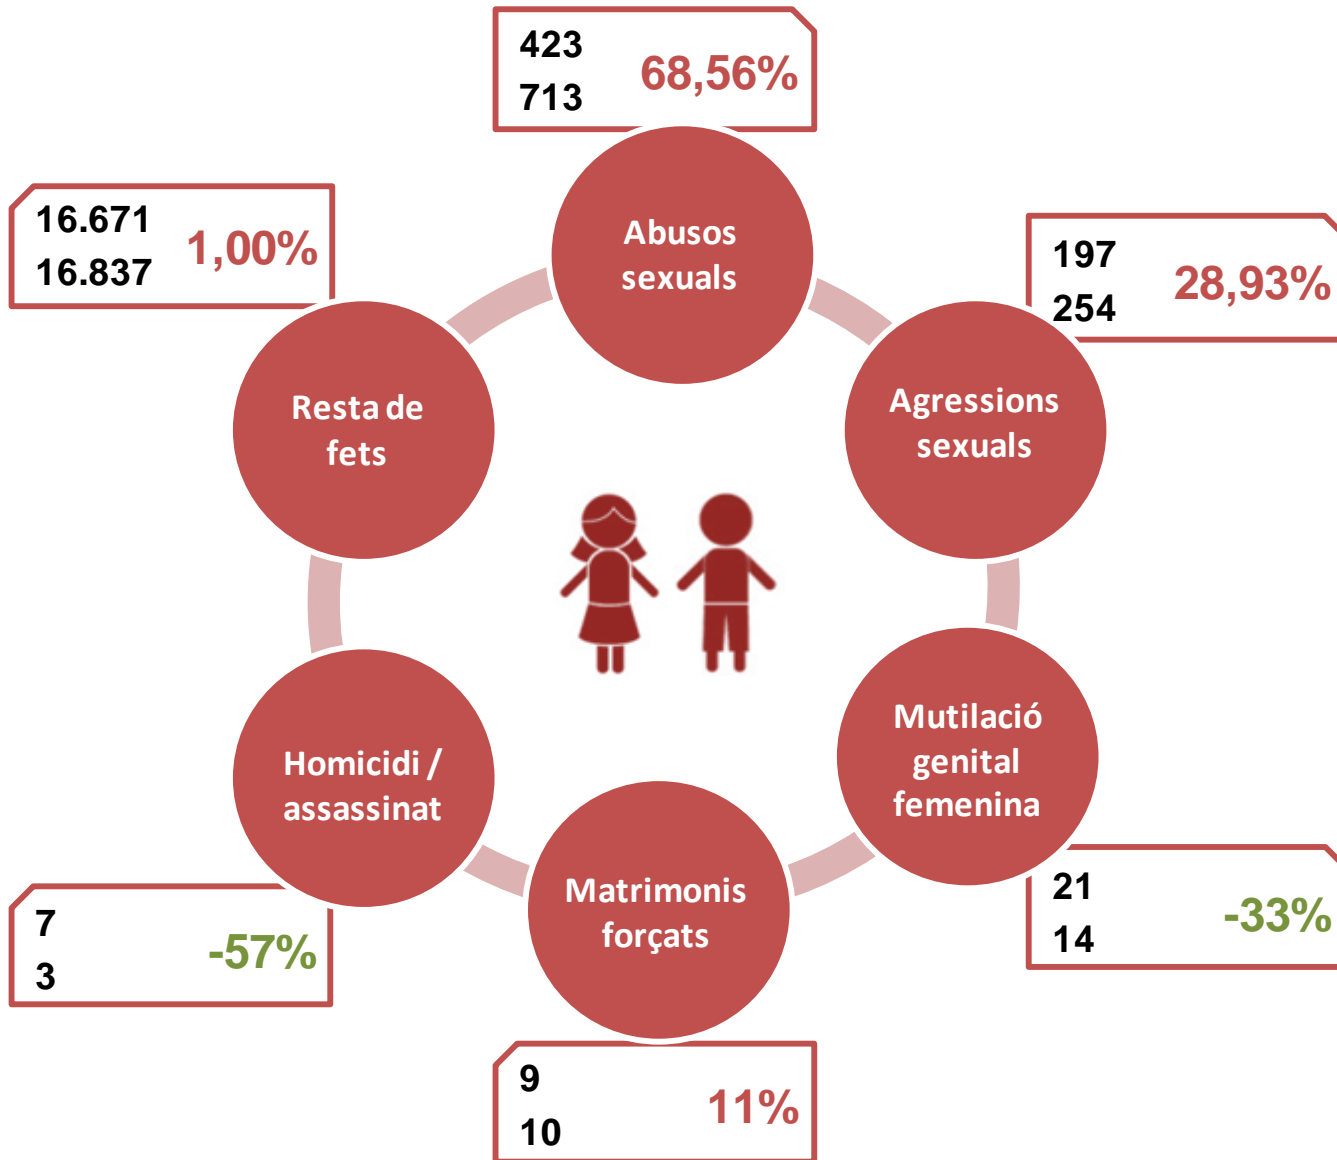 423
713
68,56%
Abusos
sexuals
197
254
28,93%
Agressions
sexuals
Mutilació
genital
femenina
21
14
-33%
Matrimonis
forçats
9
10
11%
Homicidi /
assassinat
7
3
-57%
16.671
16.837
1,00%
Resta de
fets